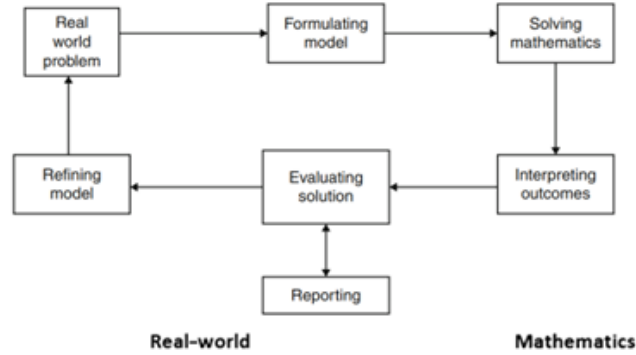 Real
world
problem
Formulating
model
Solving
mathematics
Refining
model
Evaluating
solution
Interpreting
outcomes
Reporting
Real-world
Mathematics